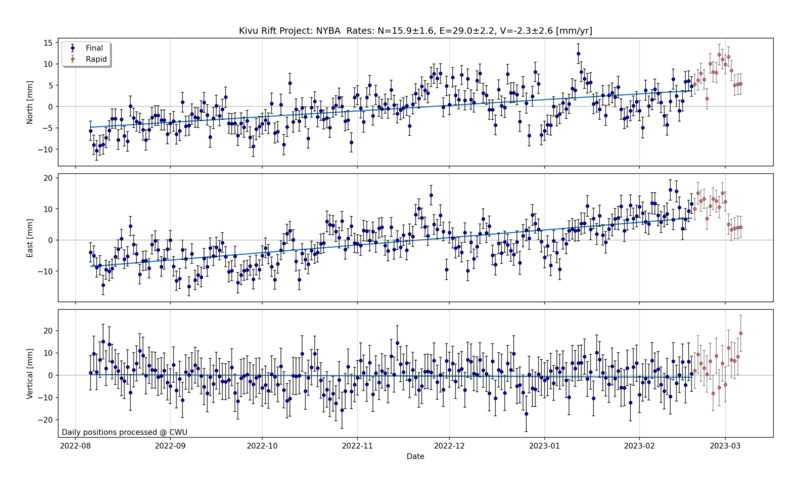 Kivu Rift Project: NYBA Rates: N=15.9±1.6, E=29.0±2.2, V=-2.3±2.6 [mm/yr]
Final
Rapid
North [mm]
15
10
5
0
−5
−10
East [mm]
20
10
0
−10
Vertical [mm]
20
10
0
−10
−20
Daily positions processed @ CWU
2022-08
2022-09
2022-10
2022-11
2022-12
2023-01
2023-02
2023-03
Date